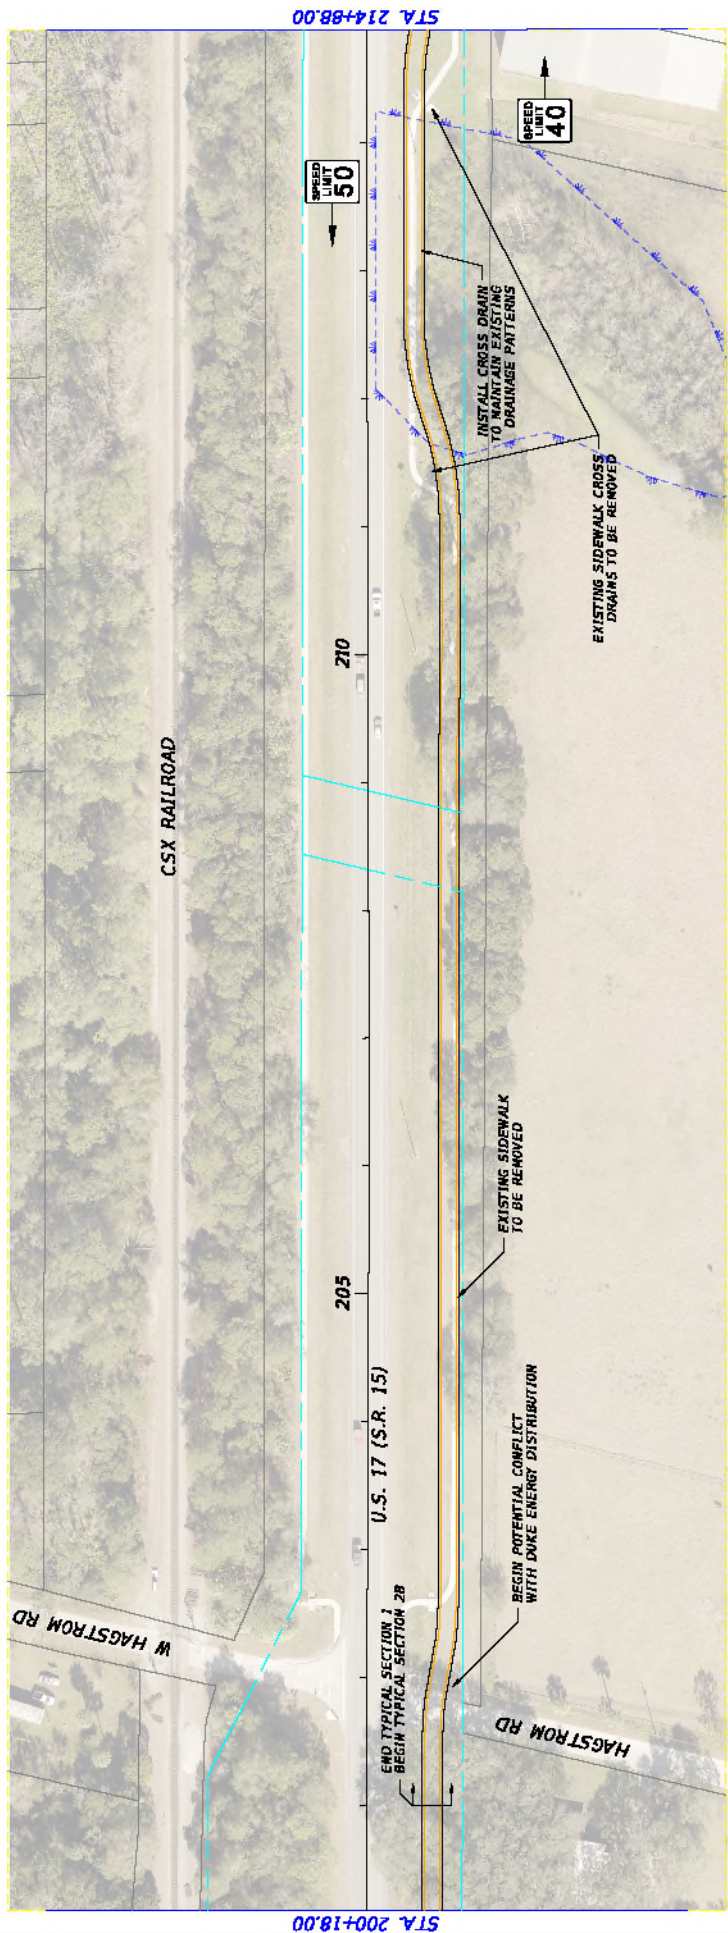 STA. 214+88.00
SPEED
LIMIT
50
SPEED
LIMIT
40
INSTALL CROSS DRAIN
TO MAINTAIN EXISTING
DRAINAGE PATTERNS
EXISTING SIDEWALK CROSS
DRAINS TO BE REMOVED
210
CSX RAILROAD
EXISTING SIDEWALK
TO BE REMOVED
205
U.S. 17 (S.R. 15)
BEGIN POTENTIAL CONFLICT
WITH DUKE ENERGY DISTRIBUTION
W HAGSTROM RD
END TYPICAL SECTION 1
BEGIN TYPICAL SECTION 2B
HAGSTROM RD
STA. 200+18.00